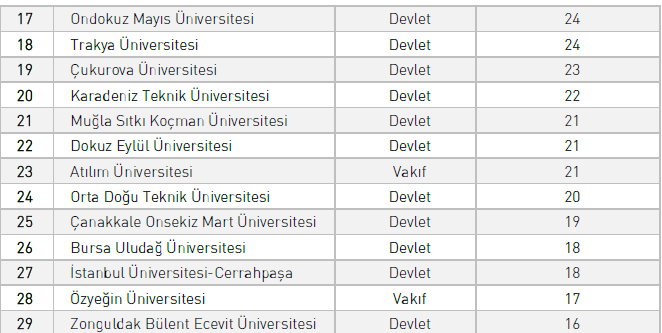 17 Ondokuz Mayıs Üniversitesi Devlet 24
18 Trakya Üniversitesi Devlet 24
19 Çukurova Üniversitesi Devlet 23
20 Karadeniz Teknik Üniversitesi Devlet 22
21 Muğla Sıtkı Koçman Üniversitesi Devlet 21
22 Dokuz Eylül Üniversitesi Devlet 21
23 Atılım Üniversitesi Vakıf 21
24 Orta Doğu Teknik Üniversitesi Devlet 20
25 Çanakkale Onsekiz Mart Üniversitesi Devlet 19
26 Bursa Uludağ Üniversitesi Devlet 18
27 İstanbul Üniversitesi-Cerrahpaşa Devlet 18
28 Özyeğin Üniversitesi Vakıf 17
29 Zonguldak Bülent Ecevit Üniversitesi Devlet 16